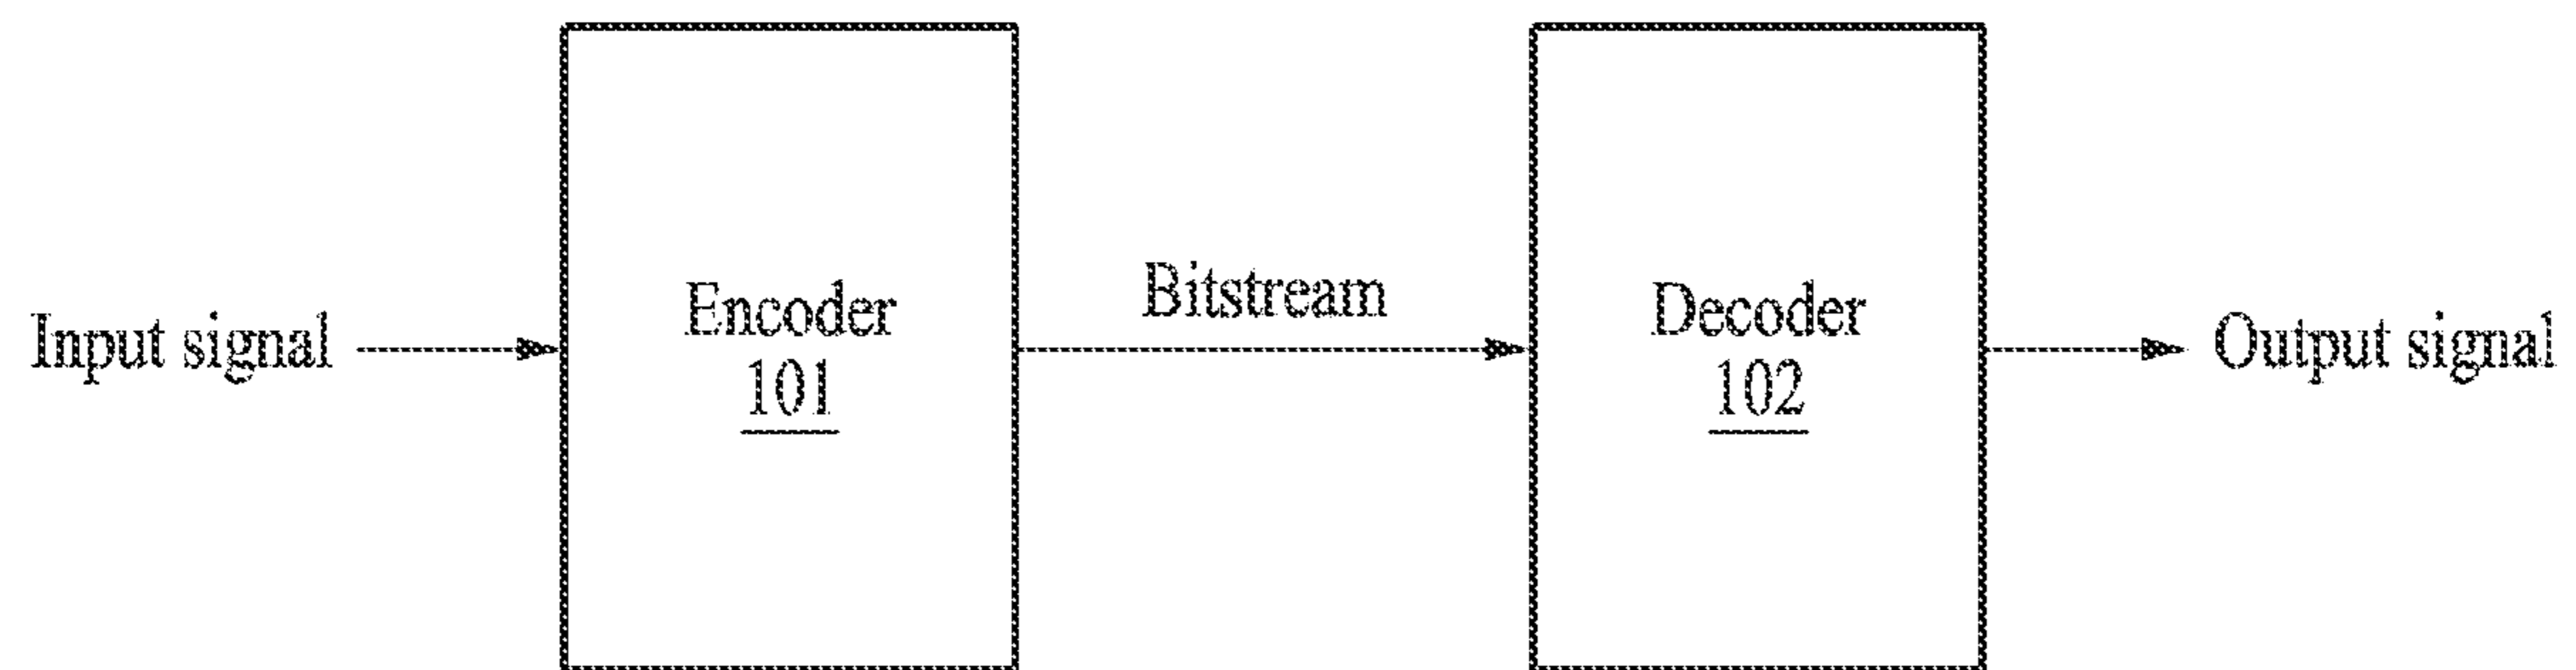 Input signal
Encoder
101
Bitstream
Decoder
102
Output signal